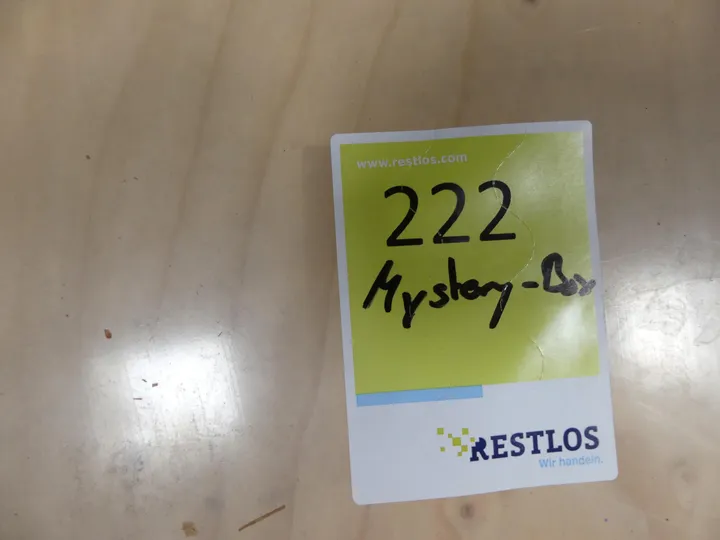 www.restlos.com
222
Mystery-Box
RESTLOS
Wir handeln.